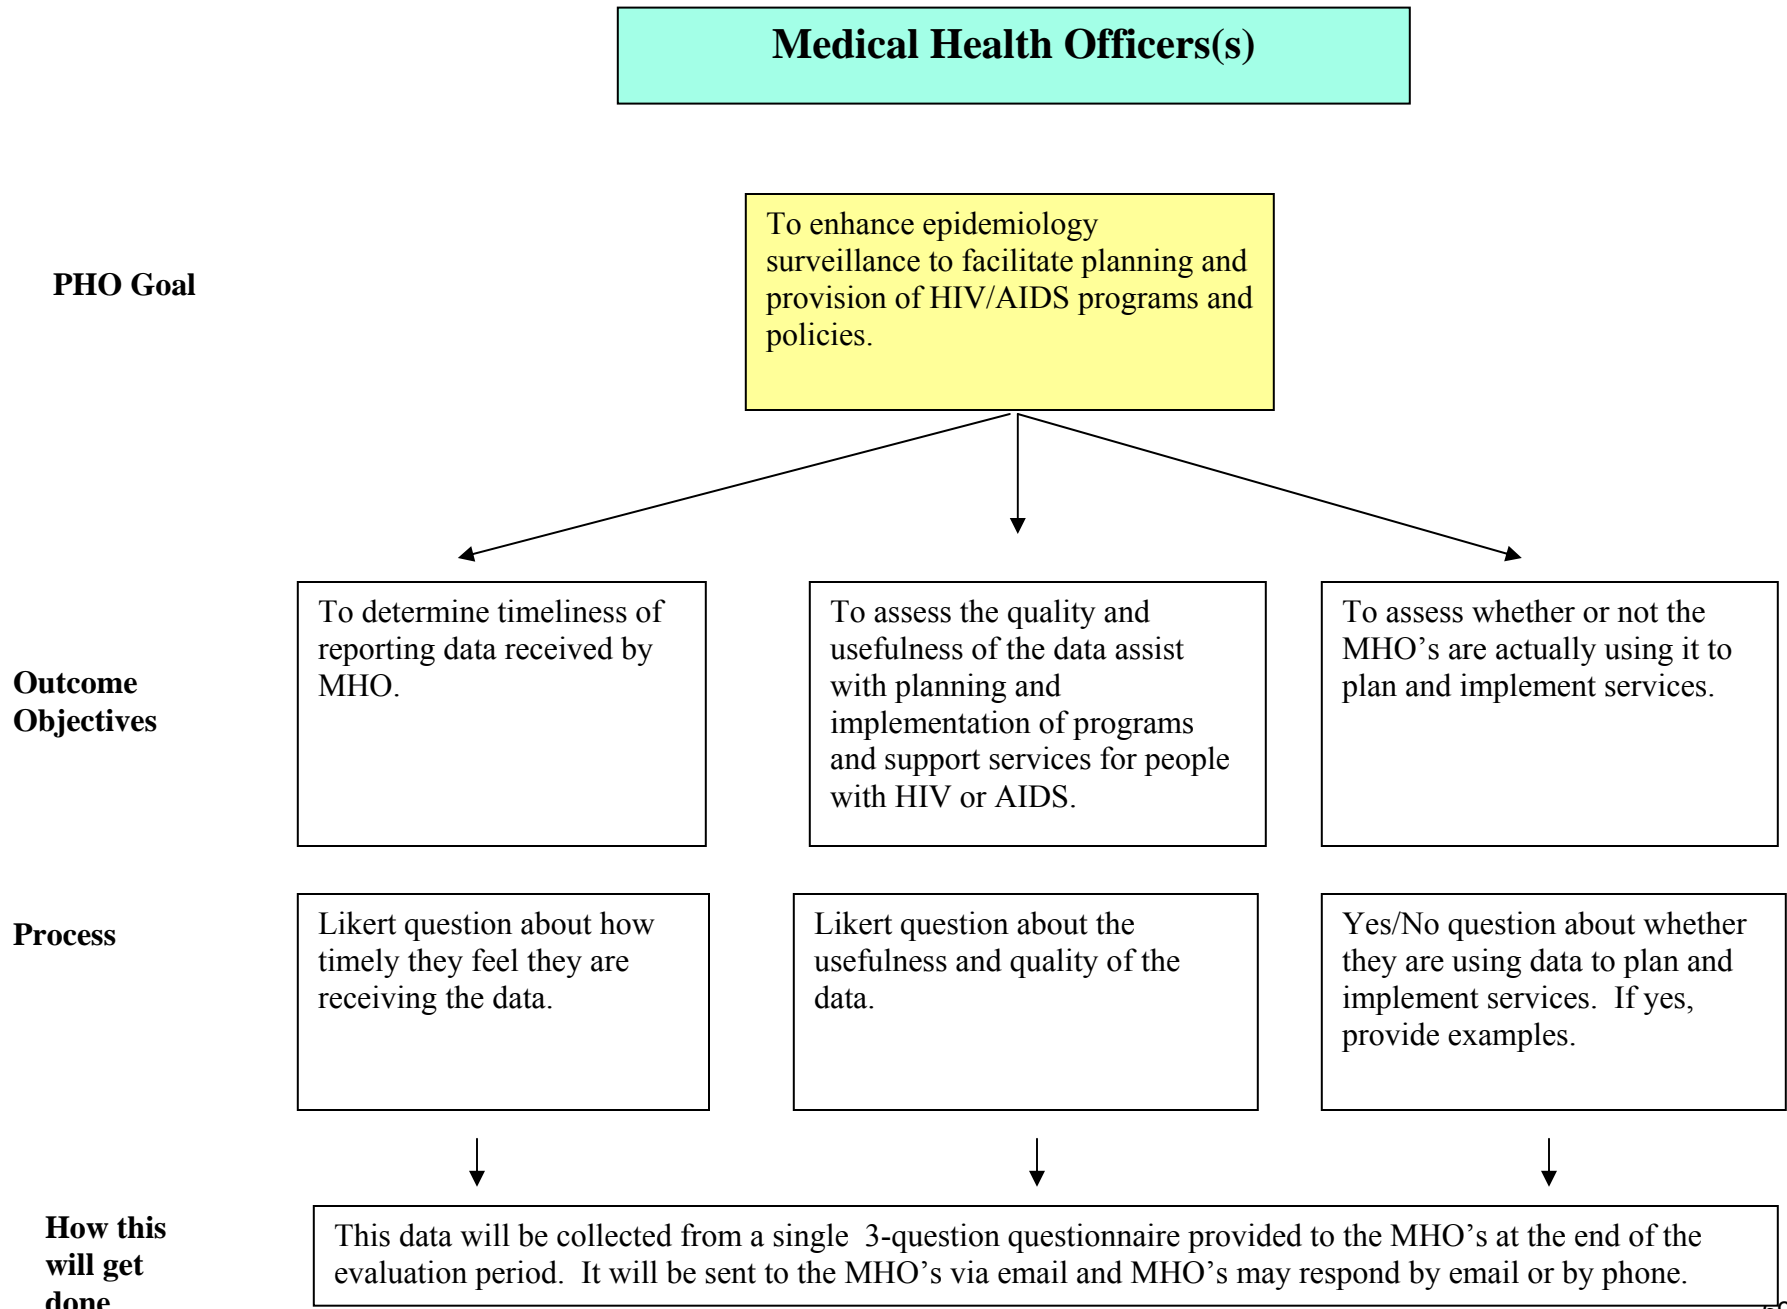 Medical Health Officers(s)
PHO Goal
To enhance epidemiology
surveillance to facilitate planning and
provision of HIV/AIDS programs and
policies.
Outcome
Objectives
To determine timeliness of
reporting data received by
MHO.
To assess the quality and
usefulness of the data assist
with planning and
implementation of programs
and support services for people
with HIV or AIDS.
To assess whether or not the
MHO’s are actually using it to
plan and implement services.
Process
Likert question about how
timely they feel they are
receiving the data.
Likert question about the
usefulness and quality of the
data.
Yes/No question about whether
they are using data to plan and
implement services.  If yes,
provide examples.
How this
will get
done
This data will be collected from a single  3-question questionnaire provided to the MHO’s at the end of the
evaluation period.  It will be sent to the MHO’s via email and MHO’s may respond by email or by phone.